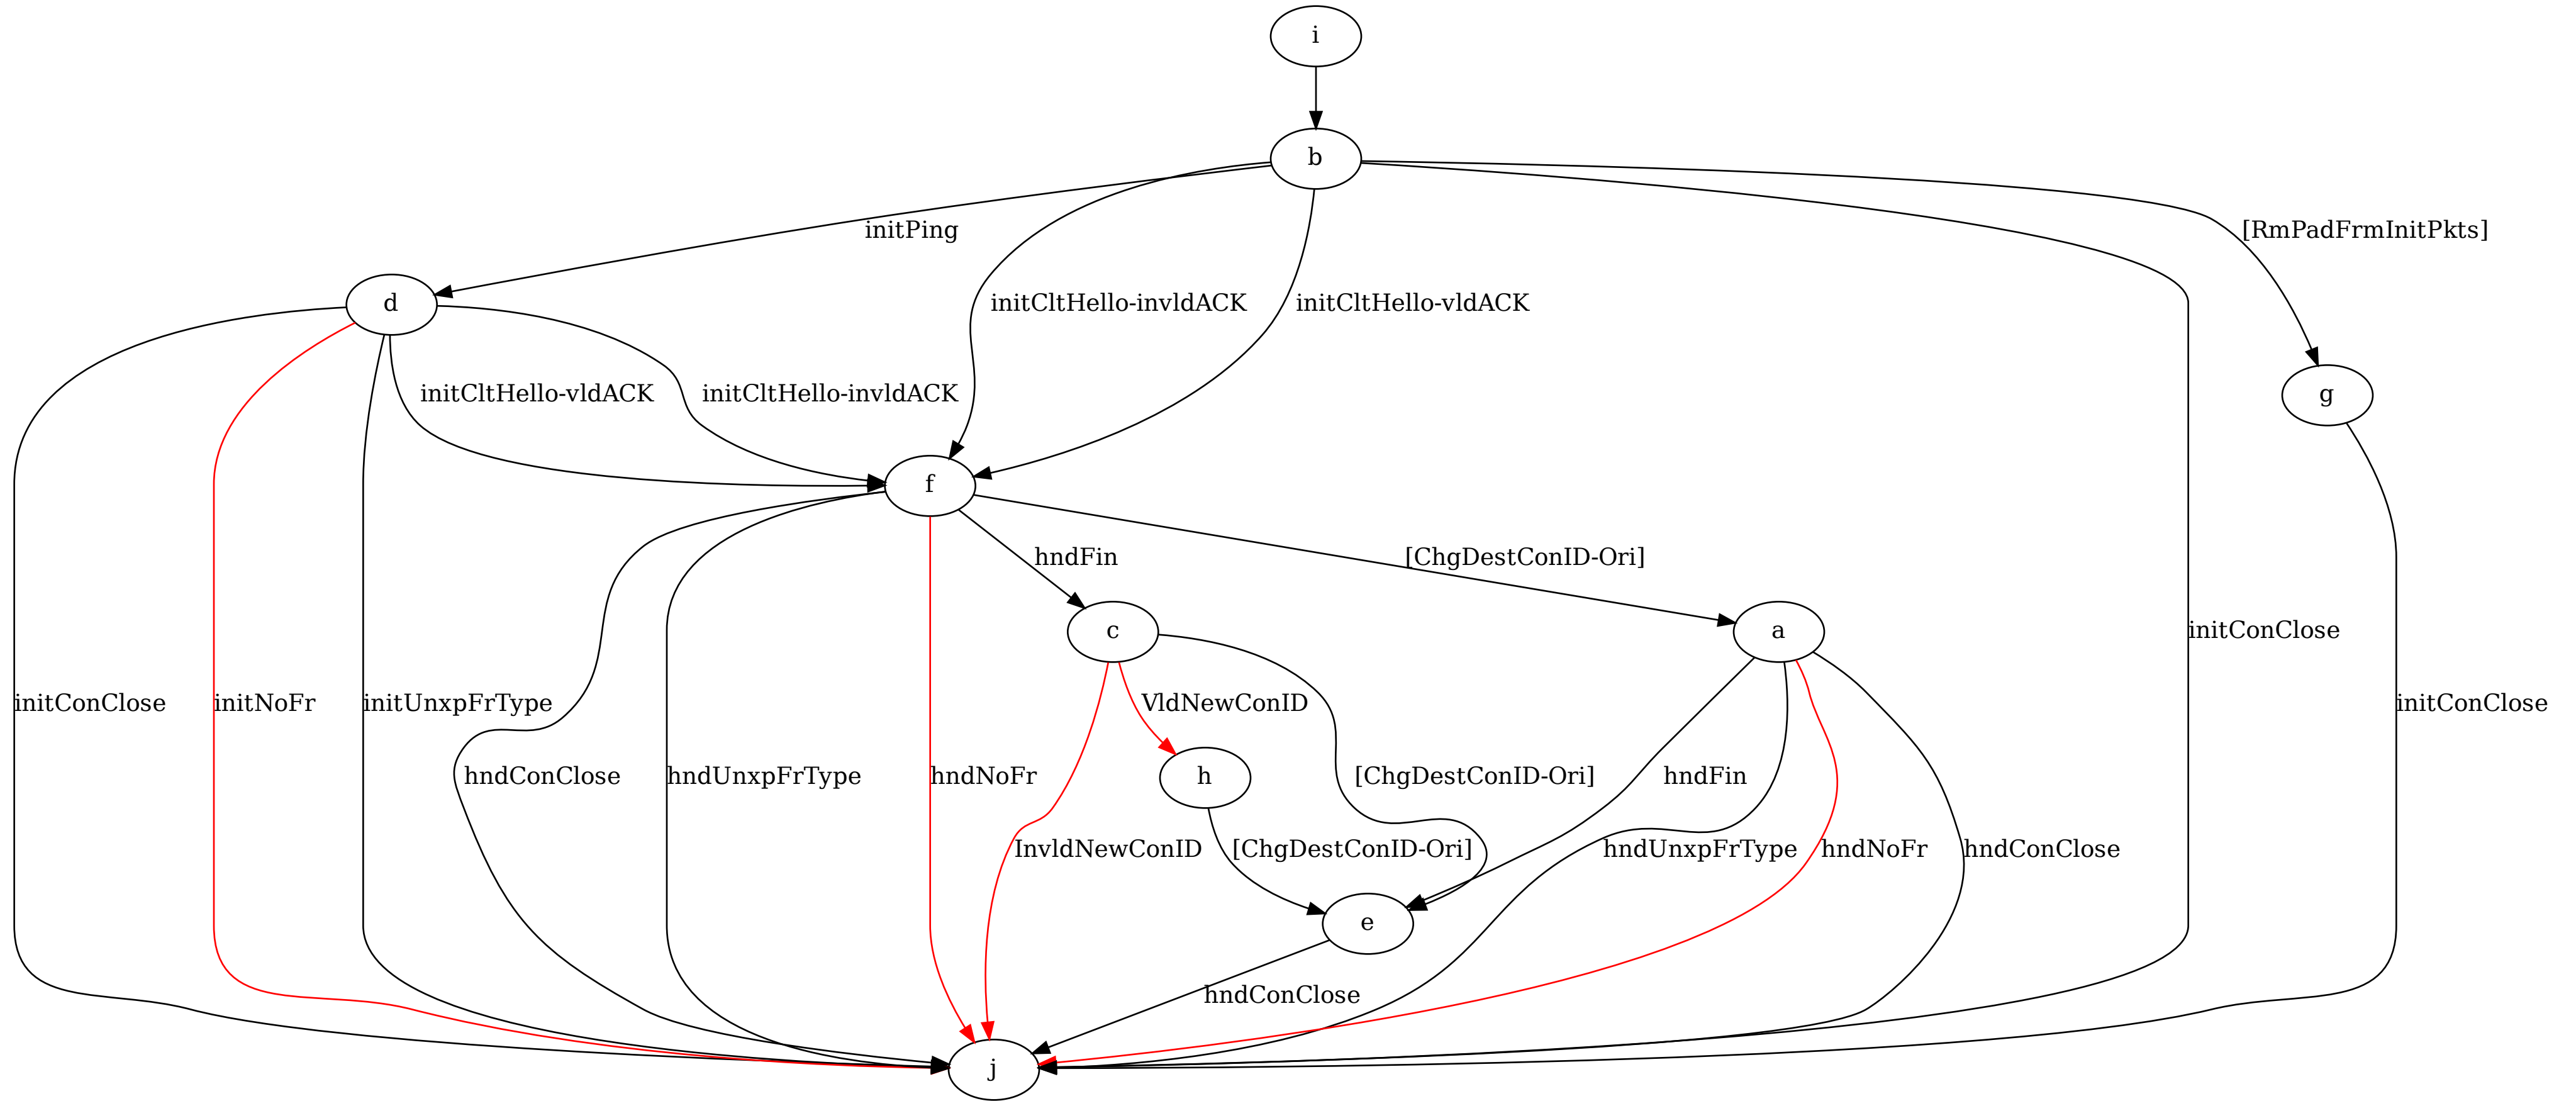 i
b
initPing
[RmPadFrmInitPkts]
d
initCltHello-invldACK
initCltHello-vldACK
initCltHello-vldACK
initCltHello-invldACK
g
f
hndFin
[ChgDestConID-Ori]
c
a
initConClose
initConClose
initNoFr
initUnxpFrType
VldNewConID
initConClose
hndConClose
hndUnxpFrType
hndNoFr
h
[ChgDestConID-Ori]
hndFin
InvldNewConID
[ChgDestConID-Ori]
hndUnxpFrType
hndNoFr
hndConClose
e
hndConClose
j